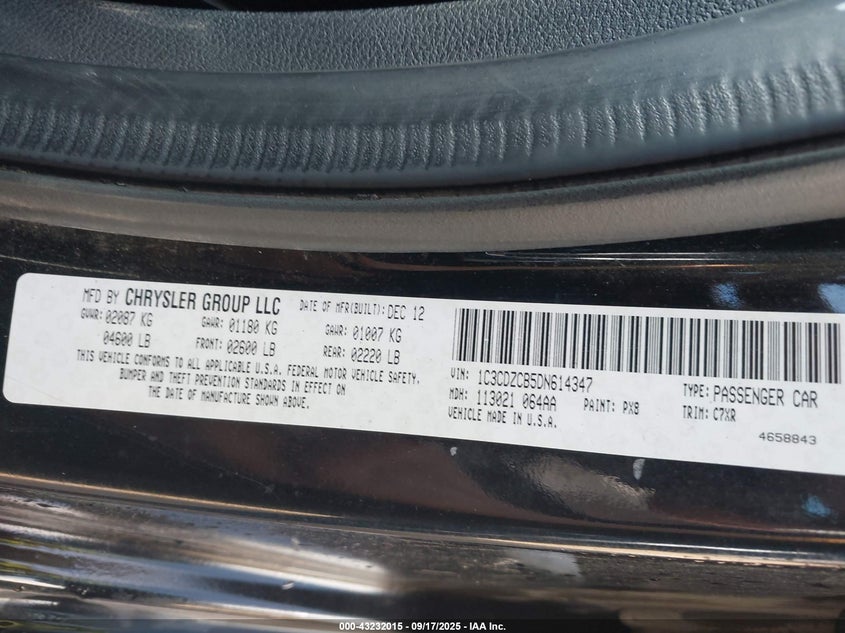 MFD BY CHRYSLER GROUP LLC DATE OF MFR(BUILT): DEC 12
GVWR: 02087 KG GAWR: 01180 KG GAWR: 01007 KG
04600 LB FRONT: 02600 LB REAR: 02220 LB
THIS VEHICLE CONFORMS TO ALL APPLICABLE U.S.A. FEDERAL MOTOR VEHICLE SAFETY,
BUMPER AND THEFT PREVENTION STANDARDS IN EFFECT ON
THE DATE OF MANUFACTURE SHOWN ABOVE.
VIN: 1C3CDZCB5DN614347 TYPE: PASSENGER CAR
MDH: 113021 064AA PAINT: PX8 TRIM: C7XR
VEHICLE MADE IN U.S.A.
4658843
000-43232015 - 09/17/2025 - IAA Inc.